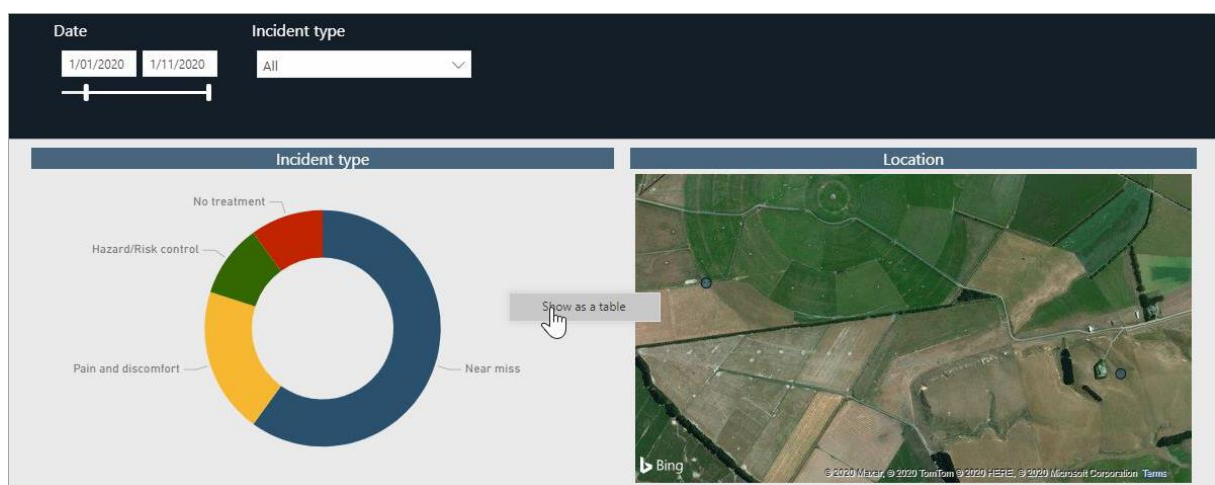 Date
Incident type
1/01/2020
1/11/2020
All
Incident type
Location
No treatment
Hazard/Risk control
Show as a table
Pain and discomfort
Near miss
Bing
© 2020 Maxar, © 2020 TomTom © 2020 HERE, © 2020 Microsoft Corporation Terms